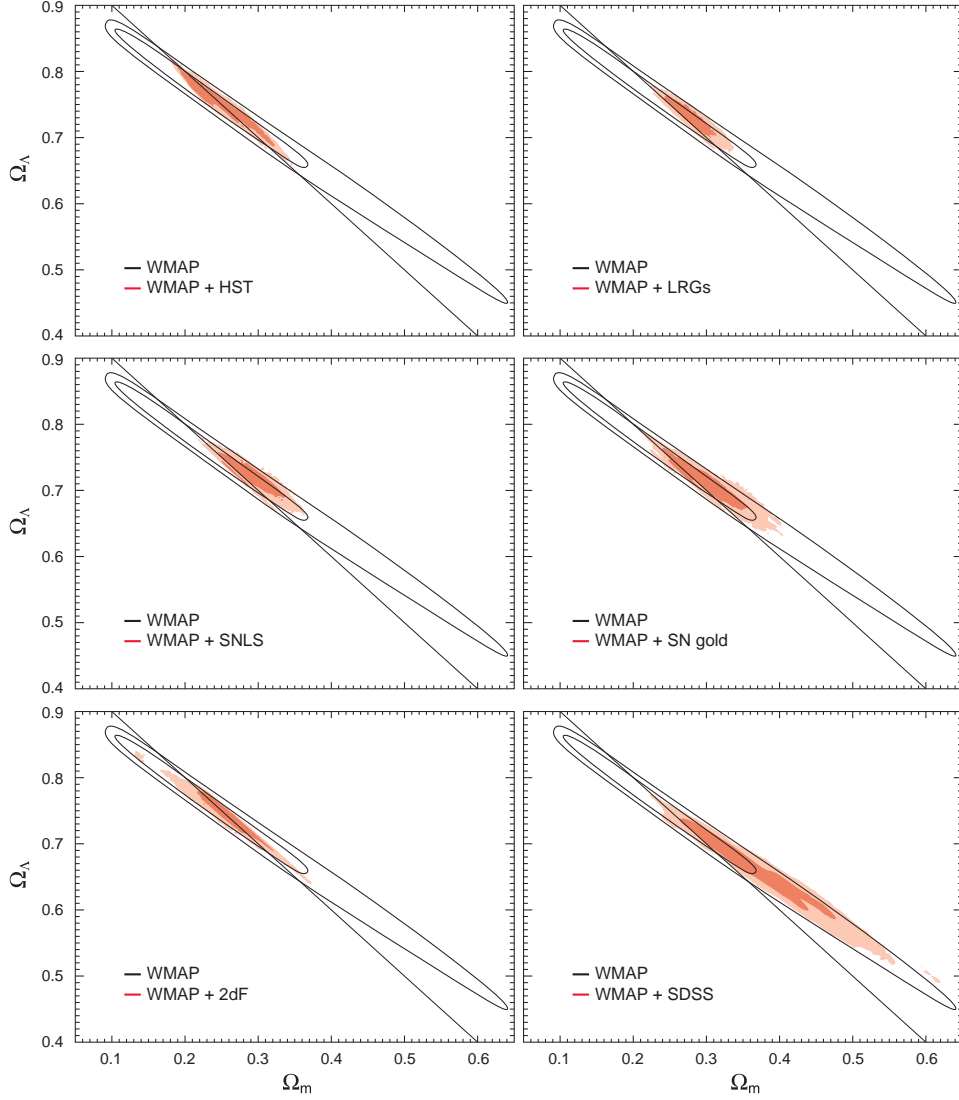 0.9
0.8
0.7
0.6
0.5
0.4
Ω_Λ
WMAP
WMAP + HST
WMAP
WMAP + LRGs
0.9
0.8
0.7
0.6
0.5
0.4
Ω_Λ
WMAP
WMAP + SNLS
WMAP
WMAP + SN gold
0.9
0.8
0.7
0.6
0.5
0.4
Ω_Λ
WMAP
WMAP + 2dF
WMAP
WMAP + SDSS
0.1 0.2 0.3 0.4 0.5 0.6
0.1 0.2 0.3 0.4 0.5 0.6
Ω_m
Ω_m